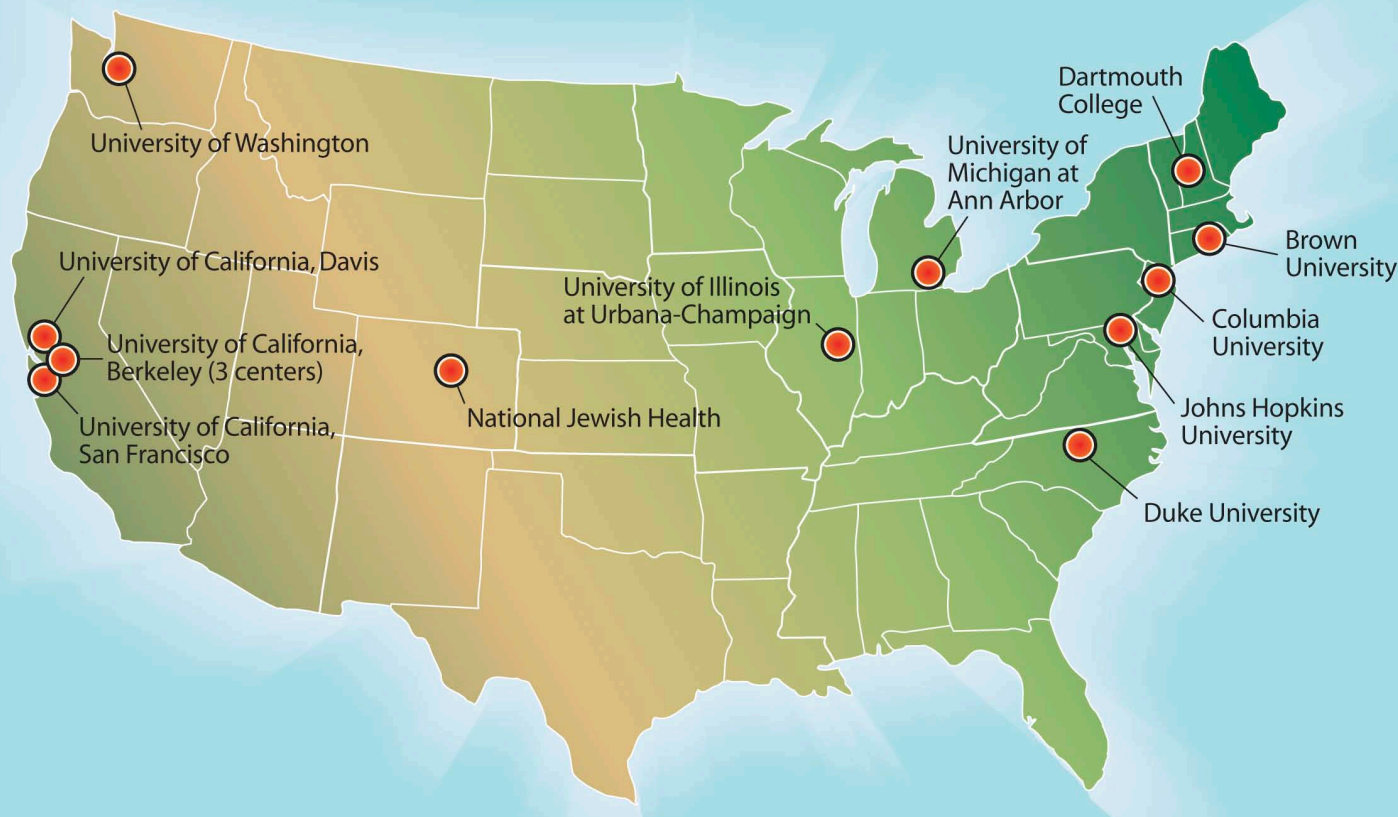 Dartmouth
College
University of Washington
University of
Michigan at
Ann Arbor
Brown
University
University of California, Davis
University of Illinois
at Urbana-Champaign
Columbia
University
University of California,
Berkeley (3 centers)
National Jewish Health
Johns Hopkins
University
University of California,
San Francisco
Duke University